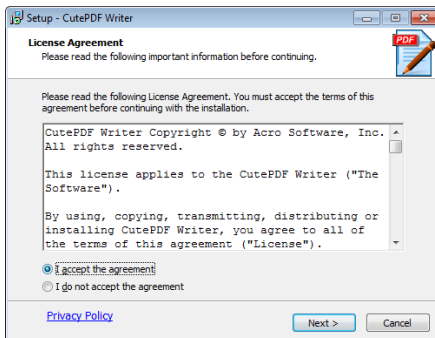 Setup - CutePDF Writer
License Agreement
Please read the following important information before continuing.
PDF
Please read the following License Agreement. You must accept the terms of this
agreement before continuing with the installation.
CutePDF Writer Copyright © by Acro Software, Inc.
All rights reserved.
This license applies to the CutePDF Writer ("The
Software").
By using, copying, transmitting, distributing or
installing CutePDF Writer, you agree to all of
the terms of this agreement ("License").
I accept the agreement
I do not accept the agreement
Privacy Policy
Next >
Cancel